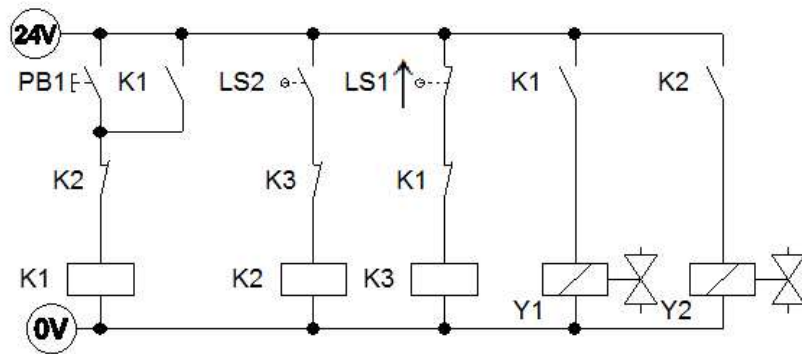 24V
PB1 K1 LS2 LS1 K1 K2
K2 K3 K1
K1 K2 K3
Y1 Y2
0V